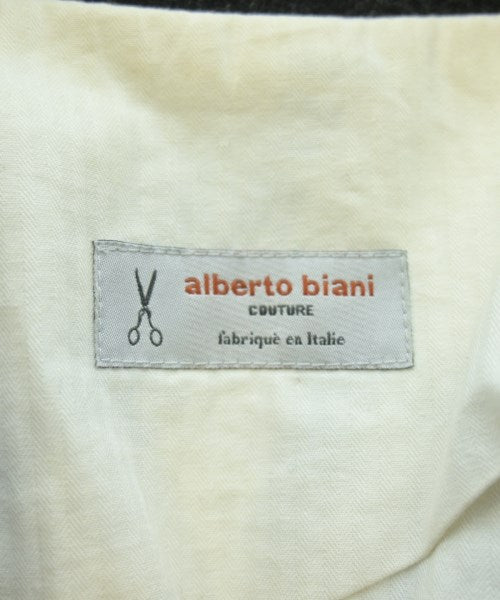 alberto biani
COUTURE
fabriquè en Italie